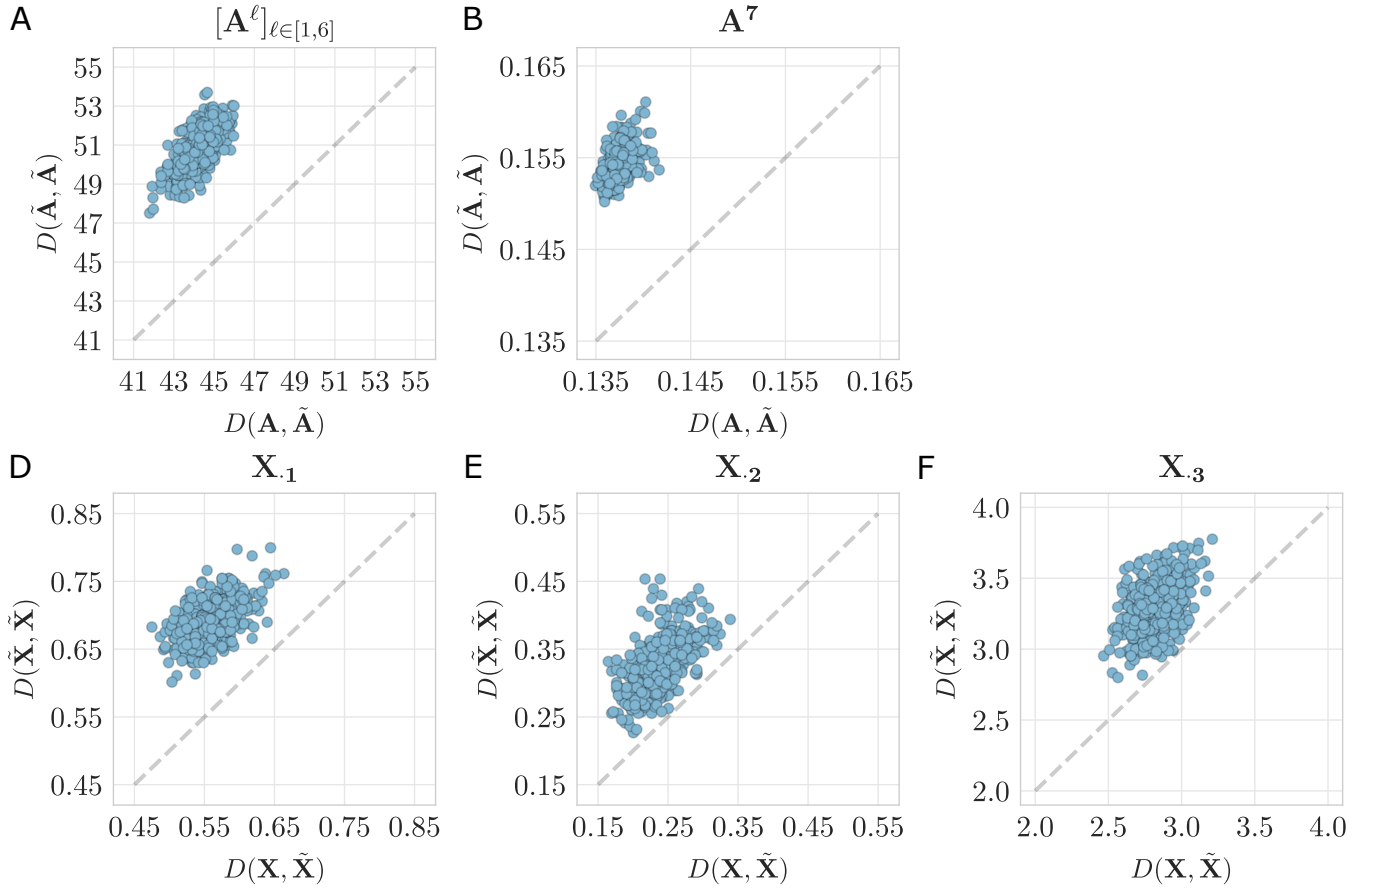 A
[𝐀^ℓ]_{ℓ∈[1,6]}
55
53
51
49
47
45
43
41
D(Ã, Ã)
41 43 45 47 49 51 53 55
D(A, Ã)
B
A⁷
0.165
0.155
0.145
0.135
D(Ã, Ã)
0.135 0.145 0.155 0.165
D(A, Ã)
D
X.₁
0.85
0.75
0.65
0.55
0.45
D(X̃, X̃)
0.45 0.55 0.65 0.75 0.85
D(X, X̃)
E
X.₂
0.55
0.45
0.35
0.25
0.15
D(X̃, X̃)
0.15 0.25 0.35 0.45 0.55
D(X, X̃)
F
X.₃
4.0
3.5
3.0
2.5
2.0
D(X̃, X̃)
2.0 2.5 3.0 3.5 4.0
D(X, X̃)